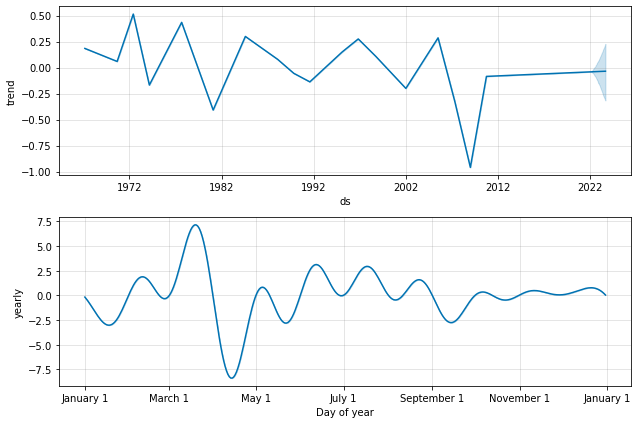 0.50
0.25
0.00
−0.25
−0.50
−0.75
−1.00
trend
1972 1982 1992 2002 2012 2022
ds
7.5
5.0
2.5
0.0
−2.5
−5.0
−7.5
yearly
January 1 March 1 May 1 July 1 September 1 November 1 January 1
Day of year